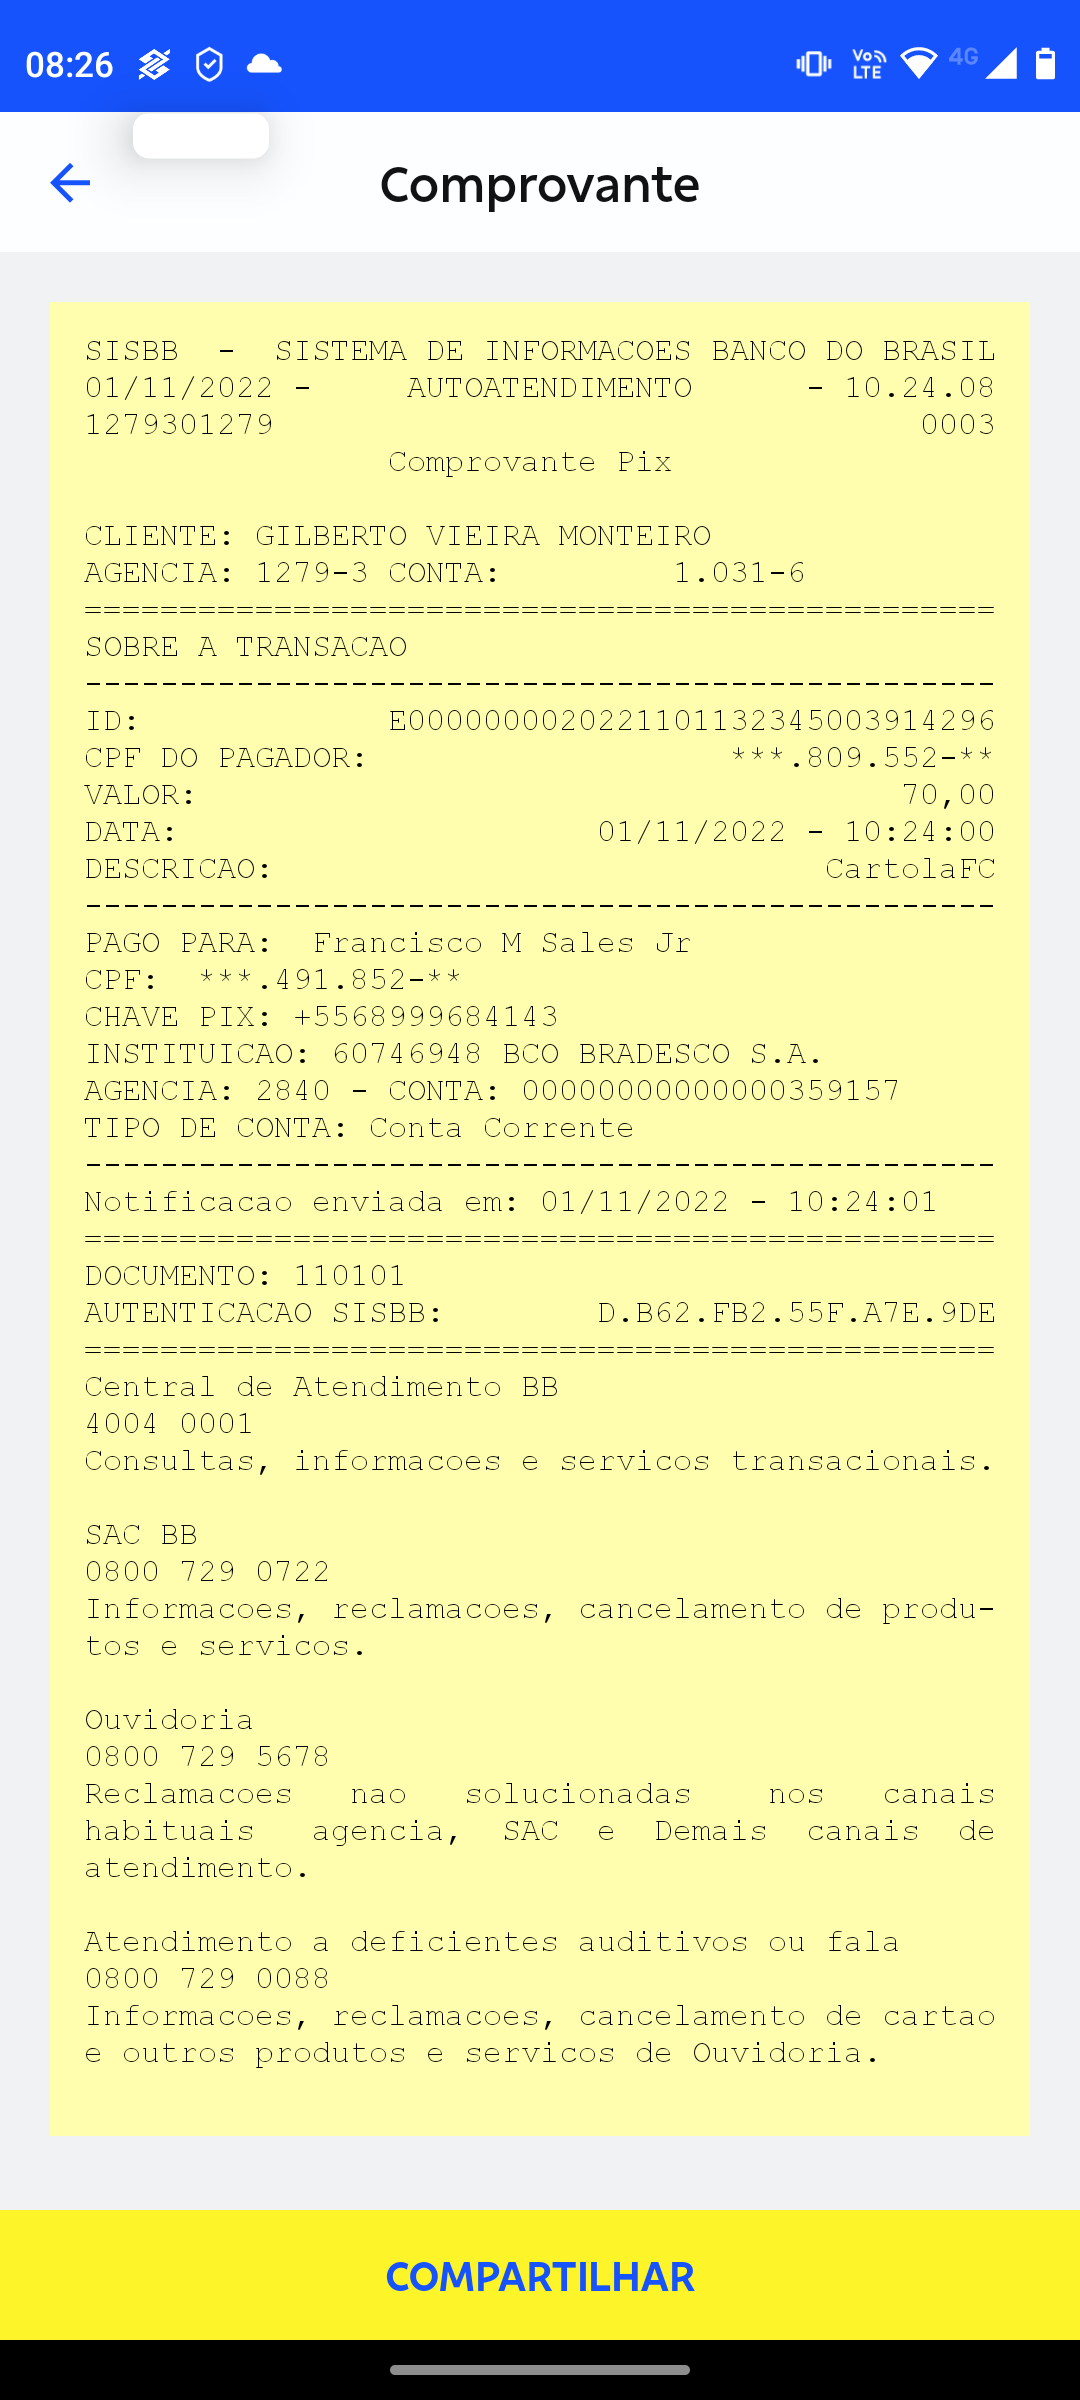 08:26
Vo
LTE
4G
Comprovante
SISBB - SISTEMA DE INFORMACOES BANCO DO BRASIL
01/11/2022 - AUTOATENDIMENTO - 10.24.08
1279301279 0003
Comprovante Pix
CLIENTE: GILBERTO VIEIRA MONTEIRO
AGENCIA: 1279-3 CONTA: 1.031-6
================================================
SOBRE A TRANSACAO
------------------------------------------------
ID: E0000000020221101132345003914296
CPF DO PAGADOR: ***.809.552-**
VALOR: 70,00
DATA: 01/11/2022 - 10:24:00
DESCRICAO: CartolaFC
------------------------------------------------
PAGO PARA: Francisco M Sales Jr
CPF: ***.491.852-**
CHAVE PIX: +5568999684143
INSTITUICAO: 60746948 BCO BRADESCO S.A.
AGENCIA: 2840 - CONTA: 00000000000000359157
TIPO DE CONTA: Conta Corrente
------------------------------------------------
Notificacao enviada em: 01/11/2022 - 10:24:01
================================================
DOCUMENTO: 110101
AUTENTICACAO SISBB: D.B62.FB2.55F.A7E.9DE
================================================
Central de Atendimento BB
4004 0001
Consultas, informacoes e servicos transacionais.
SAC BB
0800 729 0722
Informacoes, reclamacoes, cancelamento de produ-
tos e servicos.
Ouvidoria
0800 729 5678
Reclamacoes nao solucionadas nos canais
habituais agencia, SAC e Demais canais de
atendimento.
Atendimento a deficientes auditivos ou fala
0800 729 0088
Informacoes, reclamacoes, cancelamento de cartao
e outros produtos e servicos de Ouvidoria.
COMPARTILHAR